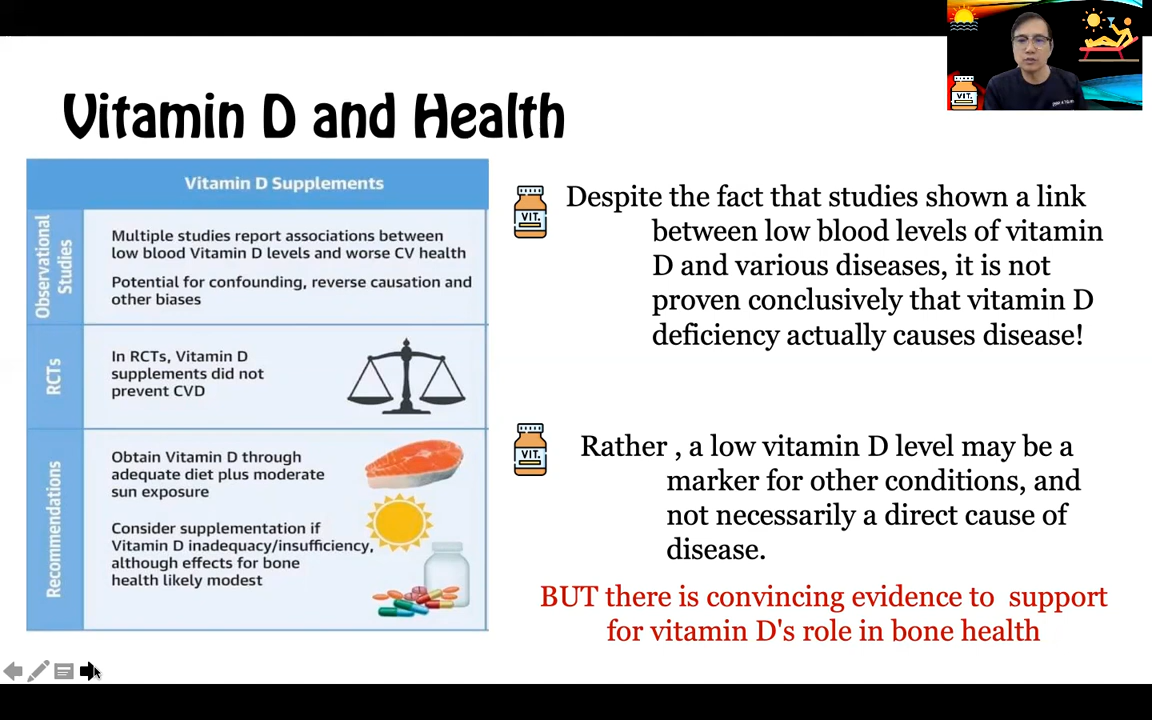 Vitamin D and Health
Vitamin D Supplements
Observational
Studies
Multiple studies report associations between
low blood Vitamin D levels and worse CV health
Potential for confounding, reverse causation and
other biases
RCTs
In RCTs, Vitamin D
supplements did not
prevent CVD
Recommendations
Obtain Vitamin D through
adequate diet plus moderate
sun exposure
Consider supplementation if
Vitamin D inadequacy/insufficiency,
although effects for bone
health likely modest
VIT.
Despite the fact that studies shown a link
between low blood levels of vitamin
D and various diseases, it is not
proven conclusively that vitamin D
deficiency actually causes disease!
VIT.
Rather , a low vitamin D level may be a
marker for other conditions, and
not necessarily a direct cause of
disease.
BUT there is convincing evidence to support
for vitamin D's role in bone health
VIT.